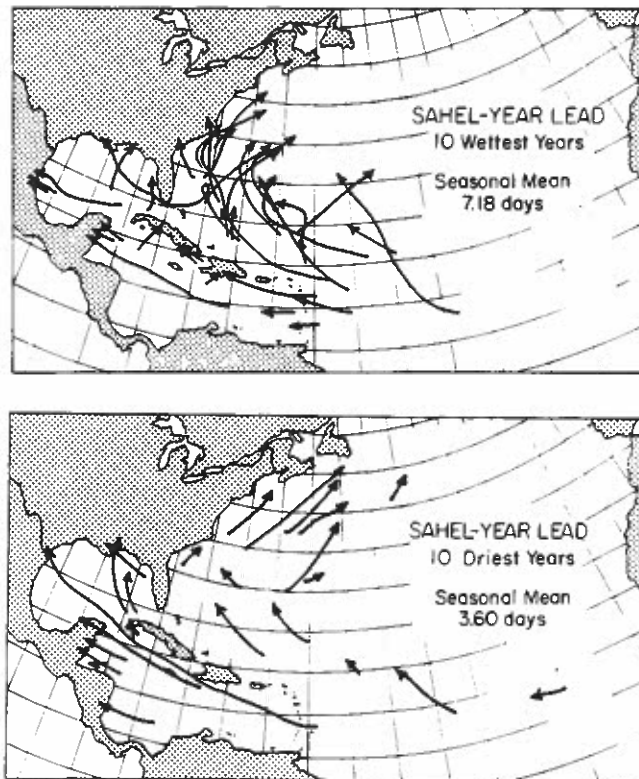 SAHEL-YEAR LEAD
10 Wettest Years
Seasonal Mean
7.18 days
SAHEL-YEAR LEAD
10 Driest Years
Seasonal Mean
3.60 days